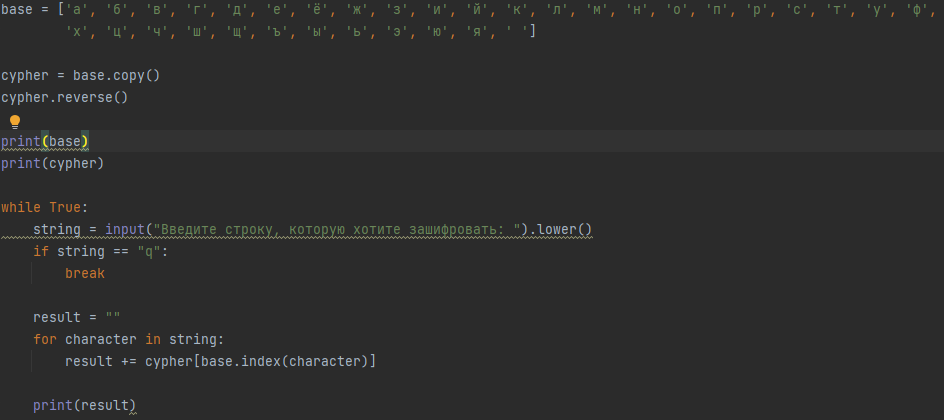 base = ['а', 'б', 'в', 'г', 'д', 'е', 'ё', 'ж', 'з', 'и', 'й', 'к', 'л', 'м', 'н', 'о', 'п', 'р', 'с', 'т', 'у', 'ф',
        'х', 'ц', 'ч', 'ш', 'щ', 'ъ', 'ы', 'ь', 'э', 'ю', 'я', ' ']
cypher = base.copy()
cypher.reverse()
print(base)
print(cypher)
while True:
    string = input("Введите строку, которую хотите зашифровать: ").lower()
    if string == "q":
        break
    result = ""
    for character in string:
        result += cypher[base.index(character)]
    print(result)